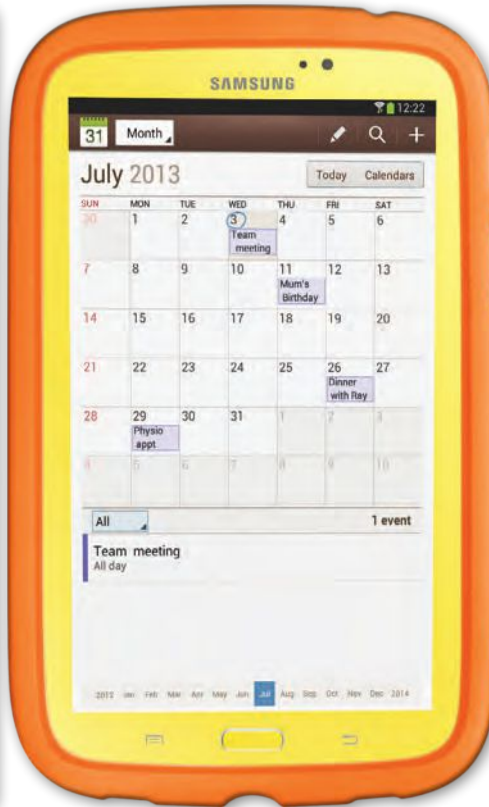 SAMSUNG
12:22
31 Month
July 2013
Today Calendars
SUN MON TUE WED THU FRI SAT
30 1 2 3 4 5 6
Team
meeting
7 8 9 10 11 12 13
Mum's
Birthday
14 15 16 17 18 19 20
21 22 23 24 25 26 27
Dinner
with Ray
28 29 30 31 1 2 3
Physio
appt
4 5 6 7 8 9 10
All 1 event
Team meeting
All day
2012 Jan Feb Mar Apr May Jun Jul Aug Sep Oct Nov Dec 2014